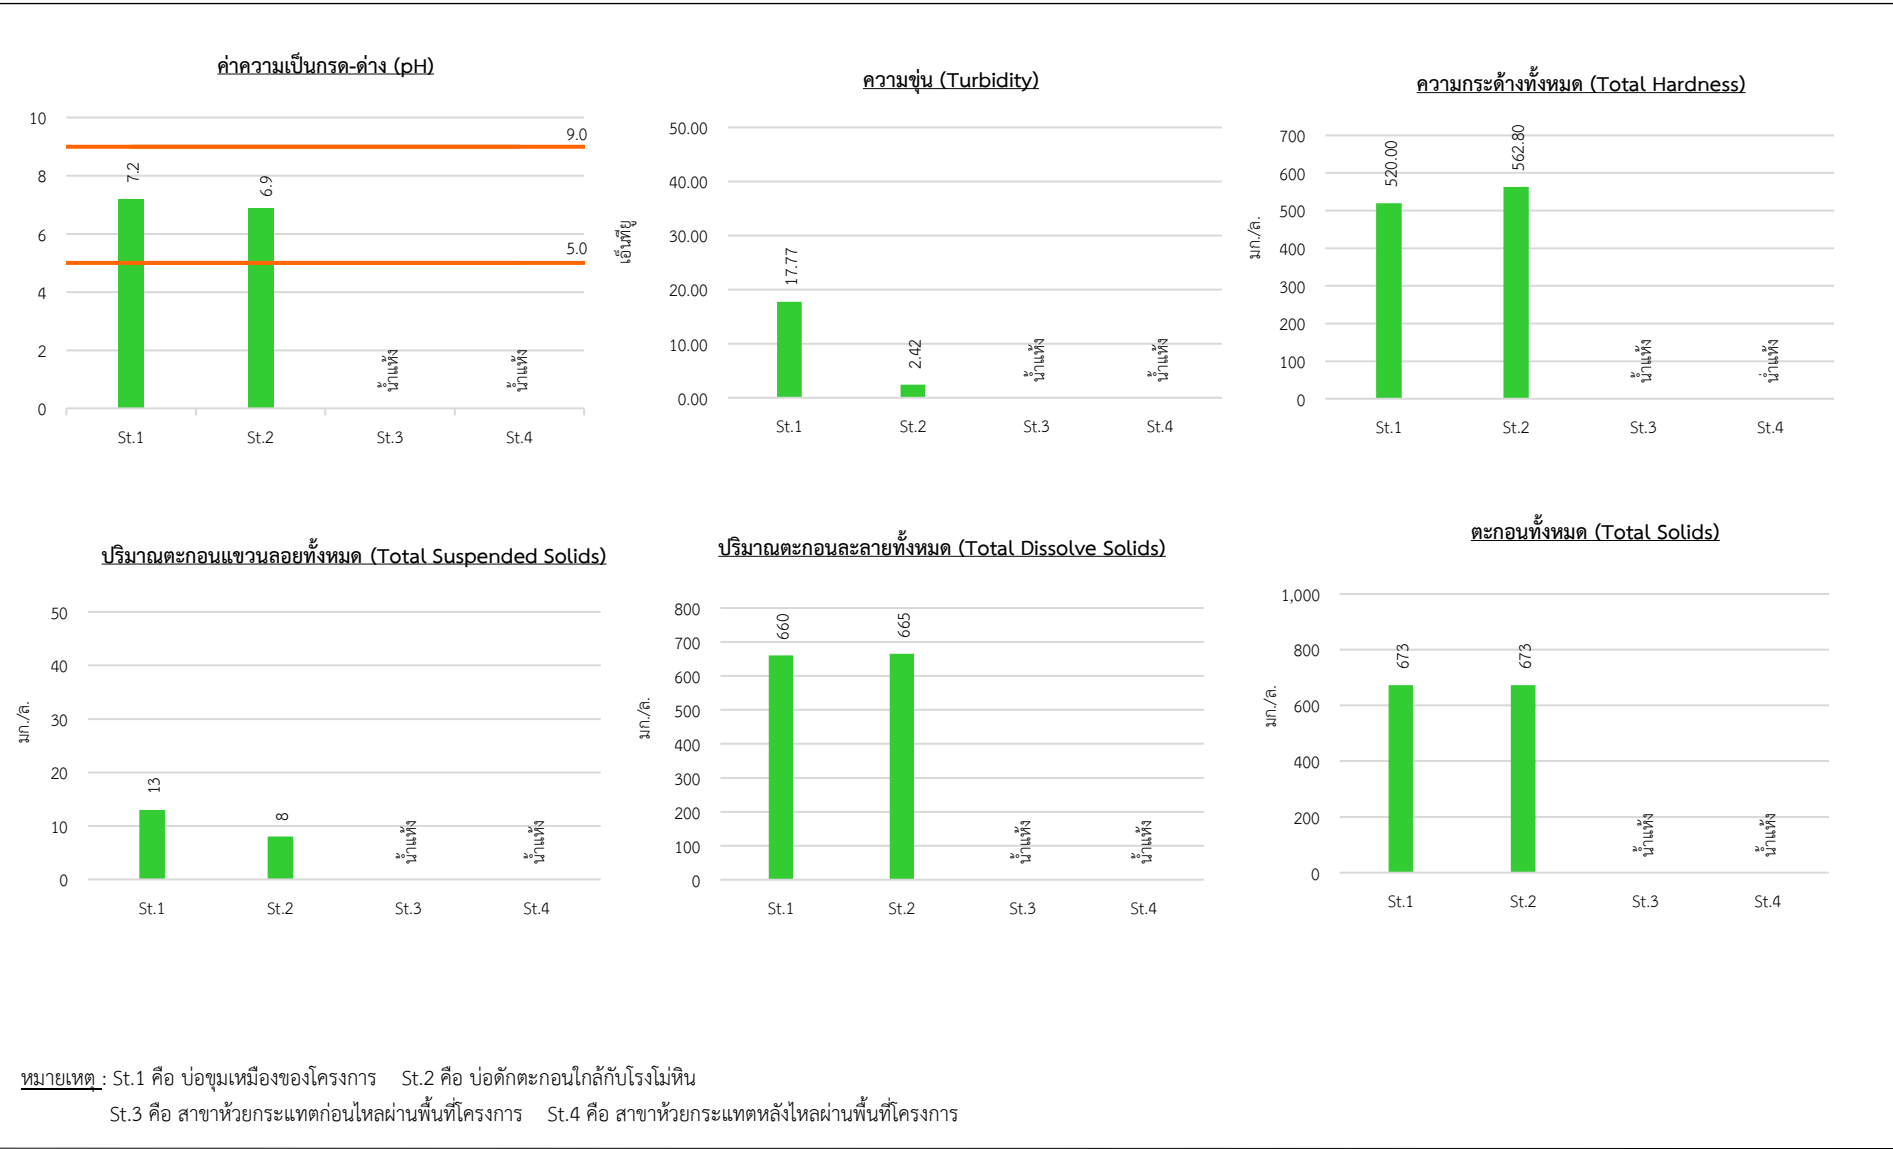 ค่าความเป็นกรด-ด่าง (pH)
10
8
6
4
2
0
9.0
5.0
7.2
6.9
น้ำแห้ง
น้ำแห้ง
St.1 St.2 St.3 St.4
ความขุ่น (Turbidity)
เอ็นทียู
50.00
40.00
30.00
20.00
10.00
0.00
17.77
2.42
น้ำแห้ง
น้ำแห้ง
St.1 St.2 St.3 St.4
ความกระด้างทั้งหมด (Total Hardness)
มก./ล.
700
600
500
400
300
200
100
0
520.00
562.80
น้ำแห้ง
น้ำแห้ง
St.1 St.2 St.3 St.4
ปริมาณตะกอนแขวนลอยทั้งหมด (Total Suspended Solids)
มก./ล.
50
40
30
20
10
0
13
8
น้ำแห้ง
น้ำแห้ง
St.1 St.2 St.3 St.4
ปริมาณตะกอนละลายทั้งหมด (Total Dissolve Solids)
มก./ล.
800
700
600
500
400
300
200
100
0
660
665
น้ำแห้ง
น้ำแห้ง
St.1 St.2 St.3 St.4
ตะกอนทั้งหมด (Total Solids)
มก./ล.
1,000
800
600
400
200
0
673
673
น้ำแห้ง
น้ำแห้ง
St.1 St.2 St.3 St.4
หมายเหตุ : St.1 คือ บ่อขุมเหมืองของโครงการ St.2 คือ บ่อดักตะกอนใกล้กับโรงโม่หิน
St.3 คือ สาขาห้วยกระแทตก่อนไหลผ่านพื้นที่โครงการ St.4 คือ สาขาห้วยกระแทตหลังไหลผ่านพื้นที่โครงการ